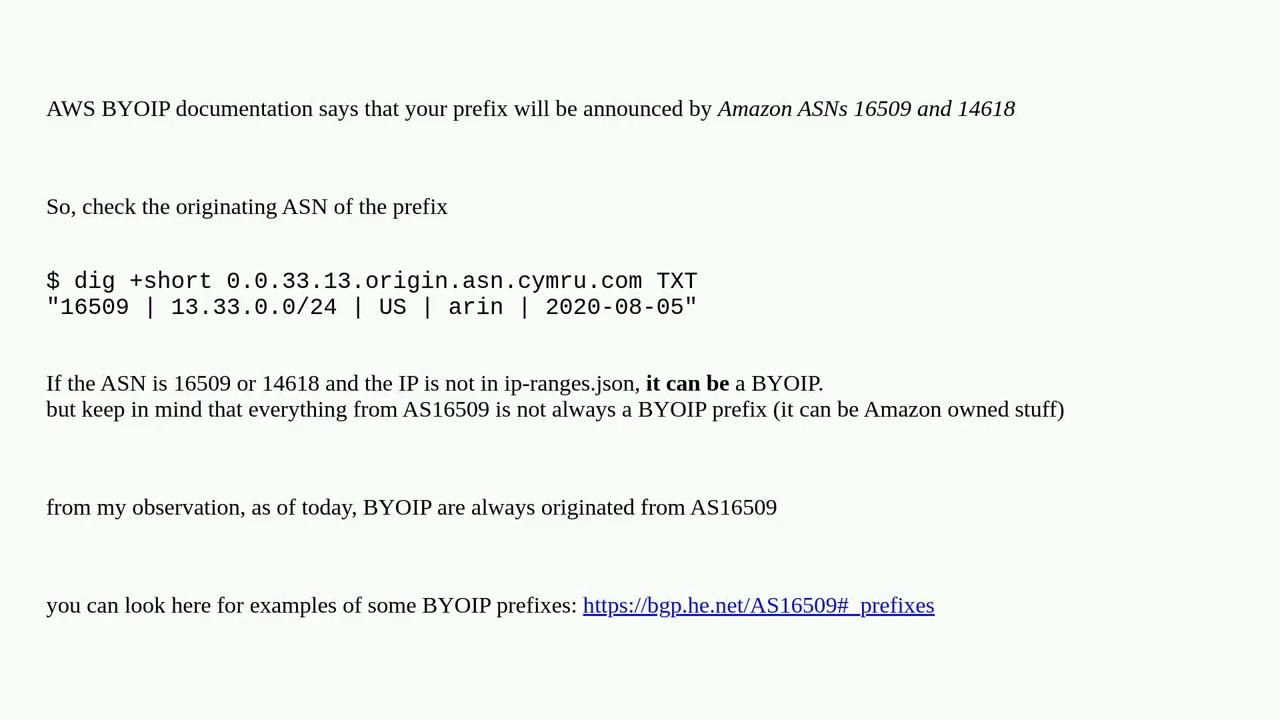 AWS BYOIP documentation says that your prefix will be announced by Amazon ASNs 16509 and 14618
So, check the originating ASN of the prefix
$ dig +short 0.0.33.13.origin.asn.cymru.com TXT
"16509 | 13.33.0.0/24 | US | arin | 2020-08-05"
If the ASN is 16509 or 14618 and the IP is not in ip-ranges.json, it can be a BYOIP.
but keep in mind that everything from AS16509 is not always a BYOIP prefix (it can be Amazon owned stuff)
from my observation, as of today, BYOIP are always originated from AS16509
you can look here for examples of some BYOIP prefixes: https://bgp.he.net/AS16509#_prefixes